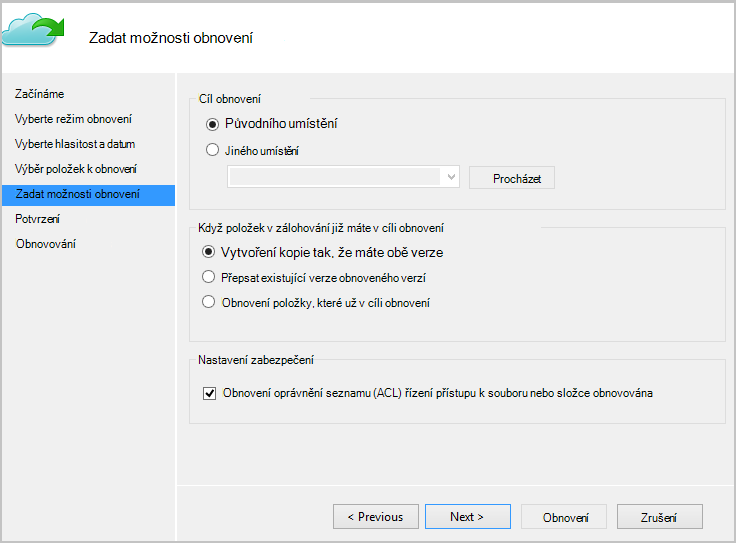 Zadat možnosti obnovení
Začínáme
Vyberte režim obnovení
Vyberte hlasitost a datum
Výběr položek k obnovení
Zadat možnosti obnovení
Potvrzení
Obnovování
Cíl obnovení
Původního umístění
Jiného umístění
Procházet
Když položek v zálohování již máte v cíli obnovení
Vytvoření kopie tak, že máte obě verze
Přepsat existující verze obnoveného verzí
Obnovení položky, které už v cíli obnovení
Nastavení zabezpečení
Obnovení oprávnění seznamu (ACL) řízení přístupu k souboru nebo složce obnovována
< Previous
Next >
Obnovení
Zrušení